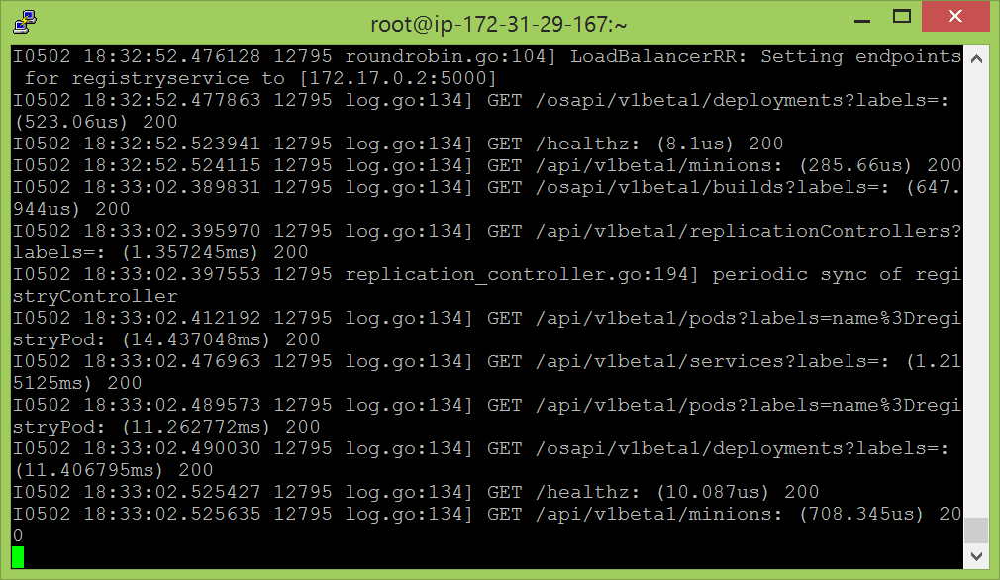 root@ip-172-31-29-167:~
I0502 18:32:52.476128 12795 roundrobin.go:104] LoadBalancerRR: Setting endpoints
 for registryservice to [172.17.0.2:5000]
I0502 18:32:52.477863 12795 log.go:134] GET /osapi/v1beta1/deployments?labels=:
(523.06us) 200
I0502 18:32:52.523941 12795 log.go:134] GET /healthz: (8.1us) 200
I0502 18:32:52.524115 12795 log.go:134] GET /api/v1beta1/minions: (285.66us) 200
I0502 18:33:02.389831 12795 log.go:134] GET /osapi/v1beta1/builds?labels=: (647.
944us) 200
I0502 18:33:02.395970 12795 log.go:134] GET /api/v1beta1/replicationControllers?
labels=: (1.357245ms) 200
I0502 18:33:02.397553 12795 replication_controller.go:194] periodic sync of regi
stryController
I0502 18:33:02.412192 12795 log.go:134] GET /api/v1beta1/pods?labels=name%3Dregi
stryPod: (14.437048ms) 200
I0502 18:33:02.476963 12795 log.go:134] GET /api/v1beta1/services?labels=: (1.21
5125ms) 200
I0502 18:33:02.489573 12795 log.go:134] GET /api/v1beta1/pods?labels=name%3Dregi
stryPod: (11.262772ms) 200
I0502 18:33:02.490030 12795 log.go:134] GET /osapi/v1beta1/deployments?labels=:
(11.406795ms) 200
I0502 18:33:02.525427 12795 log.go:134] GET /healthz: (10.087us) 200
I0502 18:33:02.525635 12795 log.go:134] GET /api/v1beta1/minions: (708.345us) 20
0